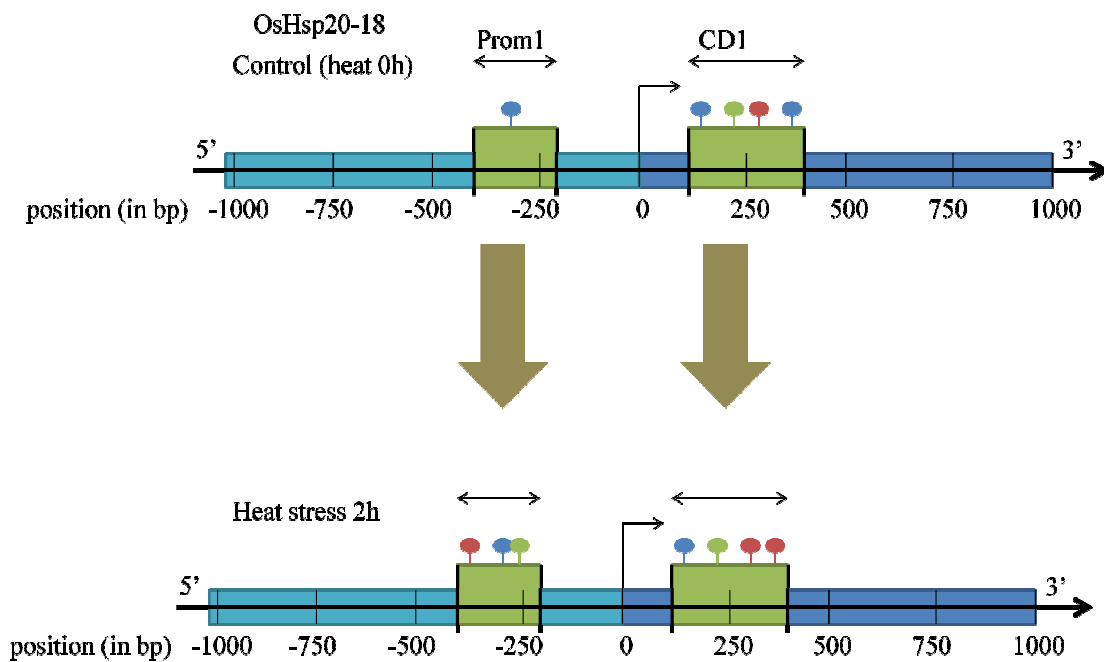 OsHsp20-18
Control (heat 0h)
Prom1
CD1
5’
3’
position (in bp) -1000 -750 -500 -250 0 250 500 750 1000
Heat stress 2h
5’
3’
position (in bp) -1000 -750 -500 -250 0 250 500 750 1000